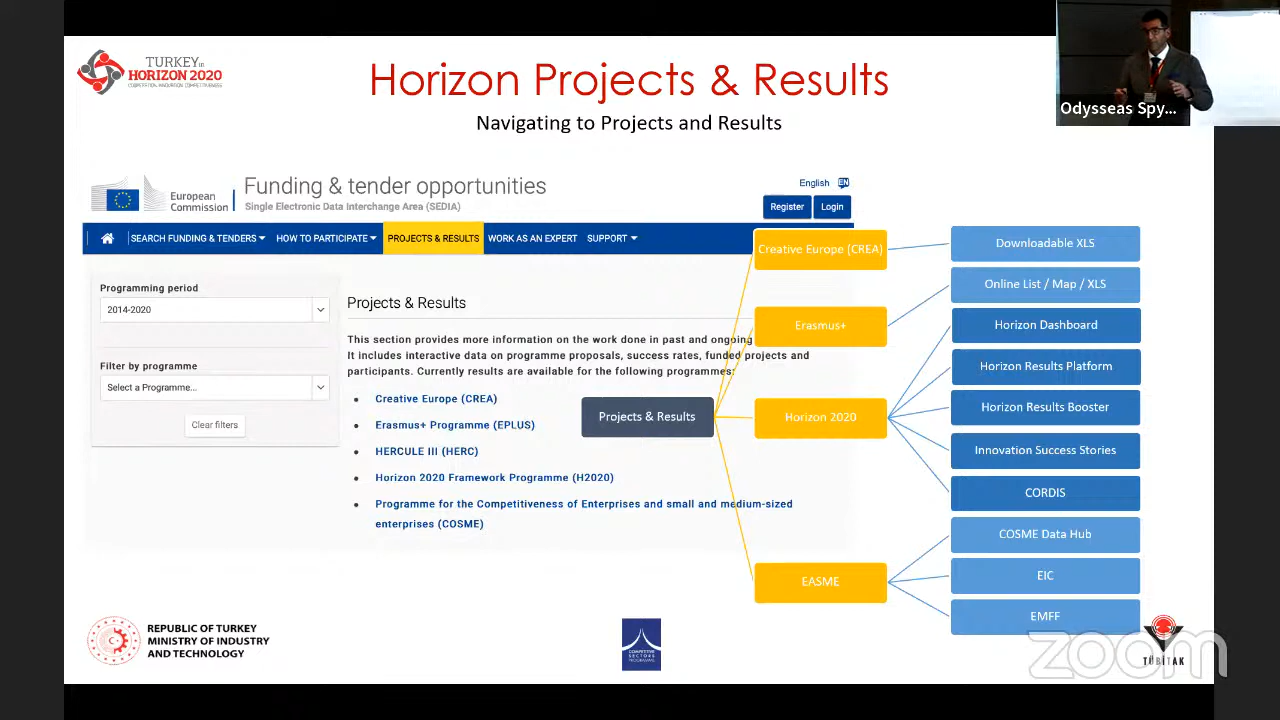 TURKEY in
HORIZON 2020
COOPERATION-INNOVATION-COMPETITIVENESS
Horizon Projects & Results
Navigating to Projects and Results
Odysseas Spy...
European
Commission
Funding & tender opportunities
Single Electronic Data Interchange Area (SEDIA)
English EN
Register Login
SEARCH FUNDING & TENDERS HOW TO PARTICIPATE PROJECTS & RESULTS WORK AS AN EXPERT SUPPORT
Programming period
2014-2020
Filter by programme
Select a Programme...
Clear filters
Projects & Results
This section provides more information on the work done in past and ongoing
It includes interactive data on programme proposals, success rates, funded projects and
participants. Currently results are available for the following programmes:
• Creative Europe (CREA)
• Erasmus+ Programme (EPLUS)
• HERCULE III (HERC)
• Horizon 2020 Framework Programme (H2020)
• Programme for the Competitiveness of Enterprises and small and medium-sized
enterprises (COSME)
Projects & Results
Creative Europe (CREA)
Erasmus+
Horizon 2020
EASME
Downloadable XLS
Online List / Map / XLS
Horizon Dashboard
Horizon Results Platform
Horizon Results Booster
Innovation Success Stories
CORDIS
COSME Data Hub
EIC
EMFF
REPUBLIC OF TURKEY
MINISTRY OF INDUSTRY
AND TECHNOLOGY
COMPETITIVE
SECTORS
PROGRAMME
TÜBİTAK
zoom